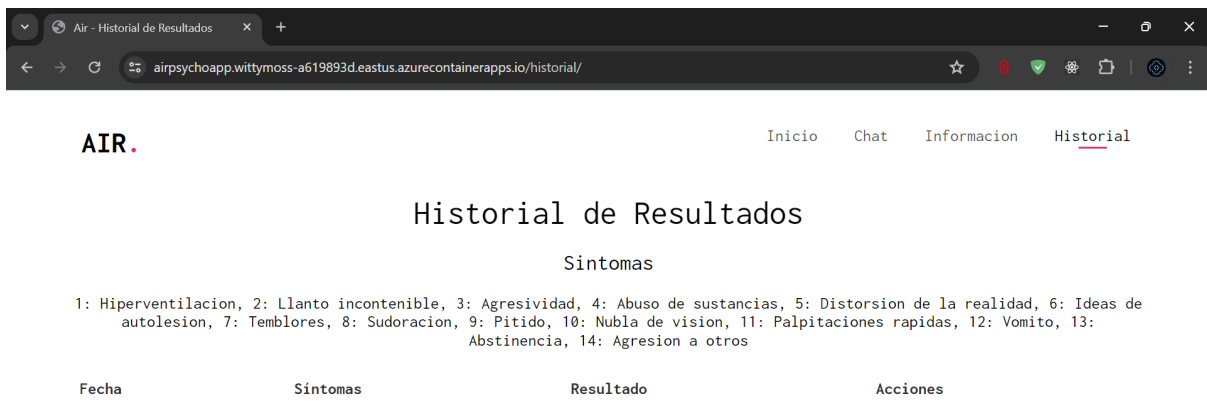 Air - Historial de Resultados
airpsychoapp.wittymoss-a619893d.eastus.azurecontainerapps.io/historial/
AIR.
Inicio Chat Informacion Historial
Historial de Resultados
Sintomas
1: Hiperventilacion, 2: Llanto incontenible, 3: Agresividad, 4: Abuso de sustancias, 5: Distorsion de la realidad, 6: Ideas de
autolesion, 7: Temblores, 8: Sudoracion, 9: Pitido, 10: Nubla de vision, 11: Palpitaciones rapidas, 12: Vomito, 13:
Abstinencia, 14: Agresion a otros
Fecha Síntomas Resultado Acciones